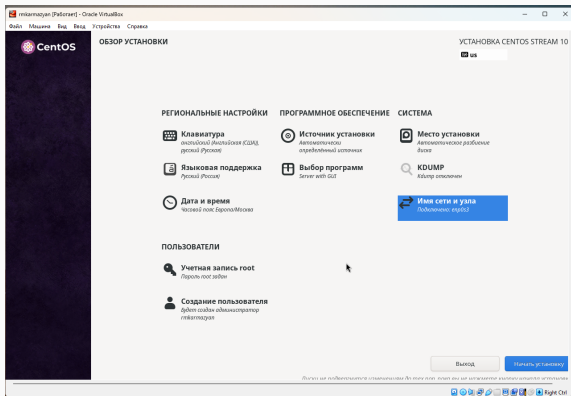 rmkarmazyan [Работает] - Oracle VirtualBox
Файл Машина Вид Ввод Устройства Справка
CentOS
ОБЗОР УСТАНОВКИ
УСТАНОВКА CENTOS STREAM 10
us
РЕГИОНАЛЬНЫЕ НАСТРОЙКИ
Клавиатура
английский (Английская (США)),
русский (Русская)
Языковая поддержка
Русский (Россия)
Дата и время
Часовой пояс Европа/Москва
ПРОГРАММНОЕ ОБЕСПЕЧЕНИЕ
Источник установки
Автоматически
определённый источник
Выбор программ
Server with GUI
СИСТЕМА
Место установки
Автоматическое разбиение
диска
KDUMP
Kdump отключен
Имя сети и узла
Подключено: enp0s3
ПОЛЬЗОВАТЕЛИ
Учетная запись root
Пароль root задан
Создание пользователя
Будет создан администратор
rmkarmazyan
Выход
Начать установку
Right Ctrl